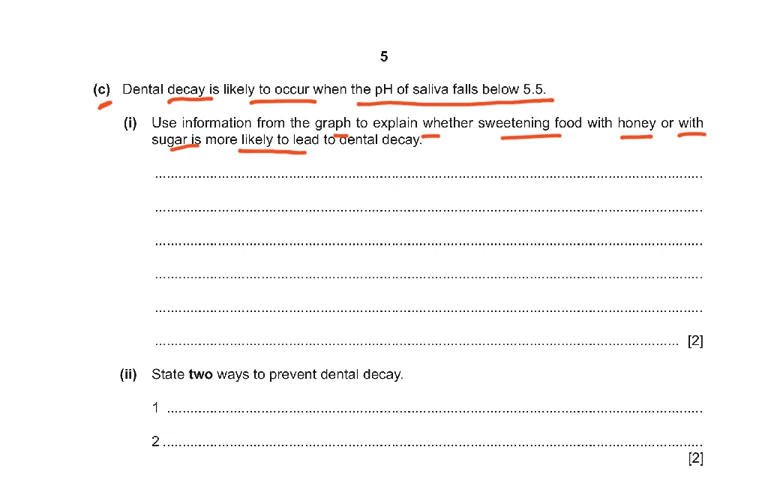 5
(c) Dental decay is likely to occur when the pH of saliva falls below 5.5.
(i) Use information from the graph to explain whether sweetening food with honey or with
sugar is more likely to lead to dental decay.
[2]
(ii) State two ways to prevent dental decay.
1
2
[2]